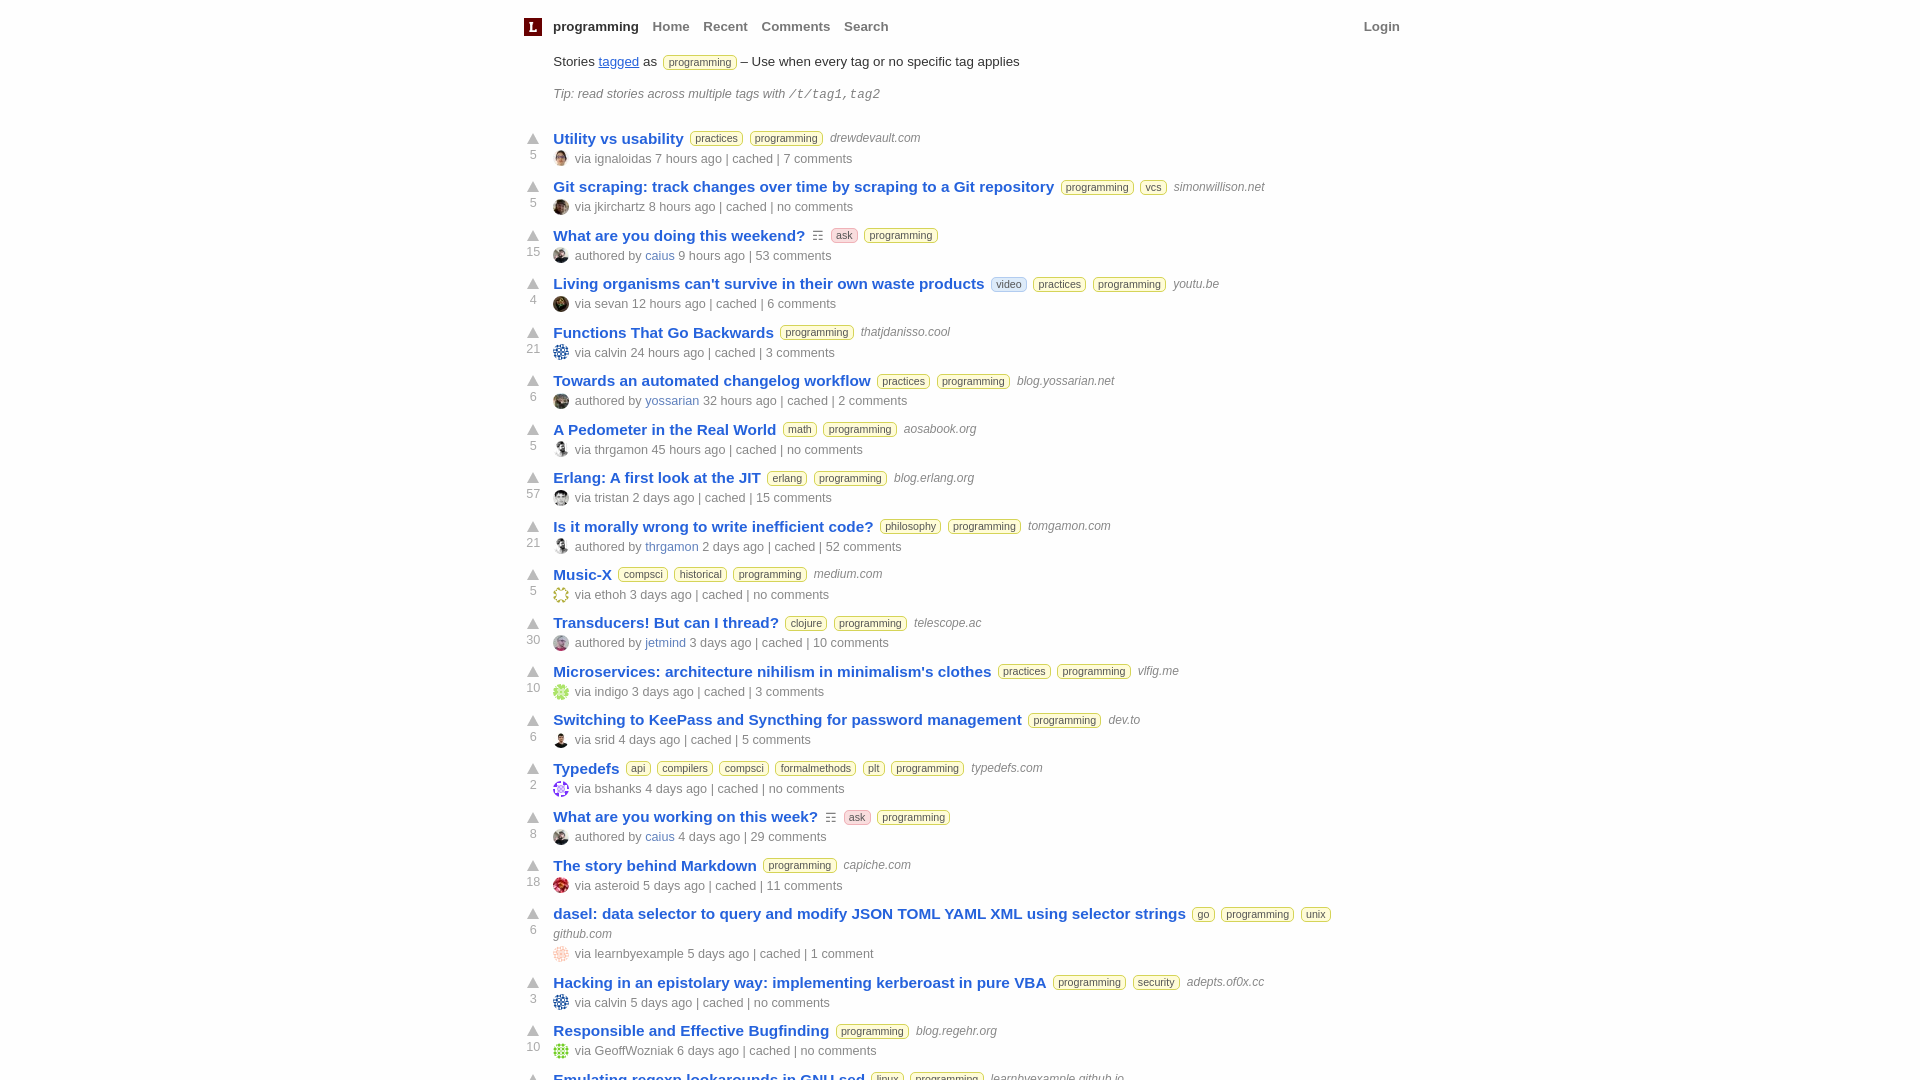 L programming Home Recent Comments Search Login
Stories tagged as programming – Use when every tag or no specific tag applies
Tip: read stories across multiple tags with /t/tag1,tag2
Utility vs usability practices programming drewdevault.com
5 via ignaloidas 7 hours ago | cached | 7 comments
Git scraping: track changes over time by scraping to a Git repository programming vcs simonwillison.net
5 via jkirchartz 8 hours ago | cached | no comments
What are you doing this weekend? ☶ ask programming
15 authored by caius 9 hours ago | 53 comments
Living organisms can't survive in their own waste products video practices programming youtu.be
4 via sevan 12 hours ago | cached | 6 comments
Functions That Go Backwards programming thatjdanisso.cool
21 via calvin 24 hours ago | cached | 3 comments
Towards an automated changelog workflow practices programming blog.yossarian.net
6 authored by yossarian 32 hours ago | cached | 2 comments
A Pedometer in the Real World math programming aosabook.org
5 via thrgamon 45 hours ago | cached | no comments
Erlang: A first look at the JIT erlang programming blog.erlang.org
57 via tristan 2 days ago | cached | 15 comments
Is it morally wrong to write inefficient code? philosophy programming tomgamon.com
21 authored by thrgamon 2 days ago | cached | 52 comments
Music-X compsci historical programming medium.com
5 via ethoh 3 days ago | cached | no comments
Transducers! But can I thread? clojure programming telescope.ac
30 authored by jetmind 3 days ago | cached | 10 comments
Microservices: architecture nihilism in minimalism's clothes practices programming vlfig.me
10 via indigo 3 days ago | cached | 3 comments
Switching to KeePass and Syncthing for password management programming dev.to
6 via srid 4 days ago | cached | 5 comments
Typedefs api compilers compsci formalmethods plt programming typedefs.com
2 via bshanks 4 days ago | cached | no comments
What are you working on this week? ☶ ask programming
8 authored by caius 4 days ago | 29 comments
The story behind Markdown programming capiche.com
18 via asteroid 5 days ago | cached | 11 comments
dasel: data selector to query and modify JSON TOML YAML XML using selector strings go programming unix
6 github.com
via learnbyexample 5 days ago | cached | 1 comment
Hacking in an epistolary way: implementing kerberoast in pure VBA programming security adepts.of0x.cc
3 via calvin 5 days ago | cached | no comments
Responsible and Effective Bugfinding programming blog.regehr.org
10 via GeoffWozniak 6 days ago | cached | no comments
Emulating regexp lookarounds in GNU sed linux programming learnbyexample.github.io